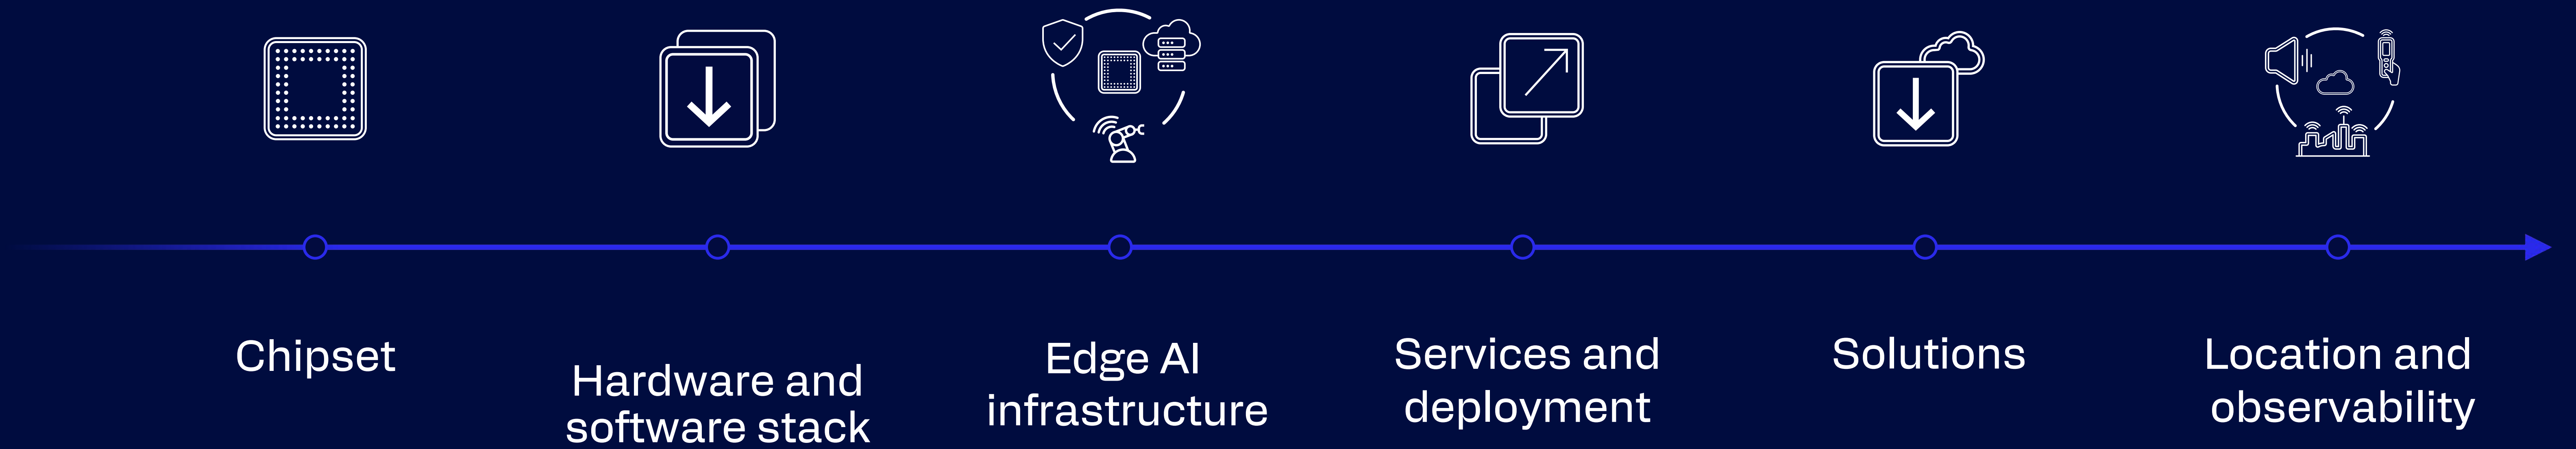 Chipset
Hardware and
software stack
Edge AI
infrastructure
Services and
deployment
Solutions
Location and
observability